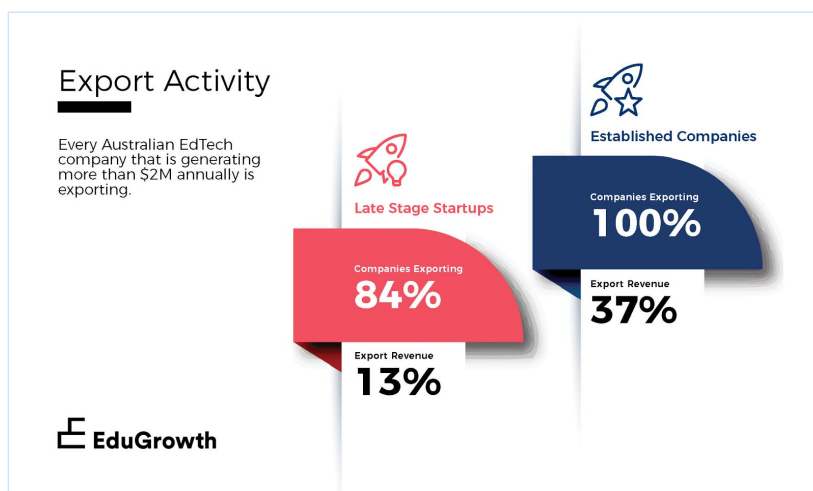 Export Activity
Every Australian EdTech
company that is generating
more than $2M annually is
exporting.
Late Stage Startups
Companies Exporting
84%
Export Revenue
13%
Established Companies
Companies Exporting
100%
Export Revenue
37%
EduGrowth